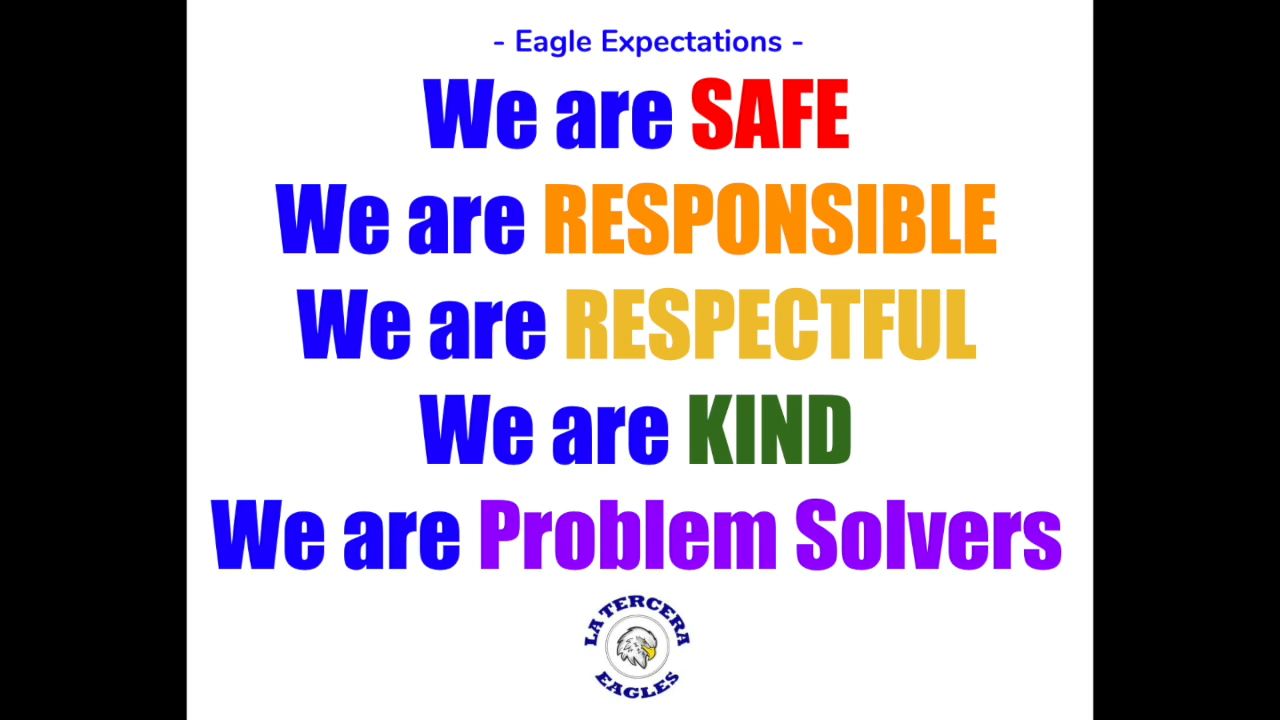 - Eagle Expectations -
We are SAFE
We are RESPONSIBLE
We are RESPECTFUL
We are KIND
We are Problem Solvers
LA TERCERA
EAGLES